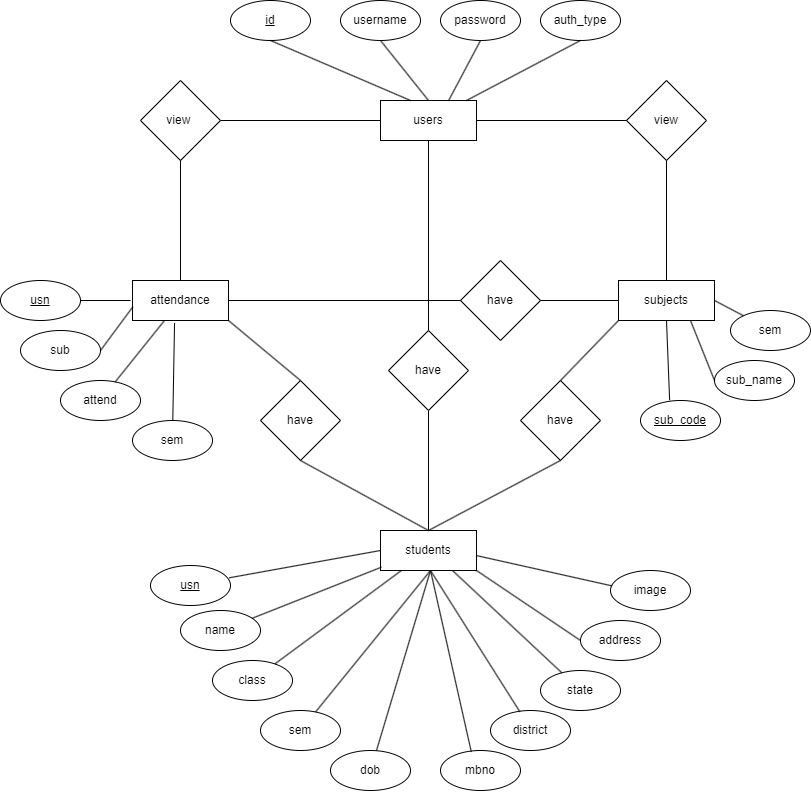 id
username
password
auth_type
view
users
view
usn
attendance
have
subjects
sem
sub
have
sub_name
attend
have
have
sub_code
sem
students
usn
image
name
address
class
state
sem
district
dob
mbno